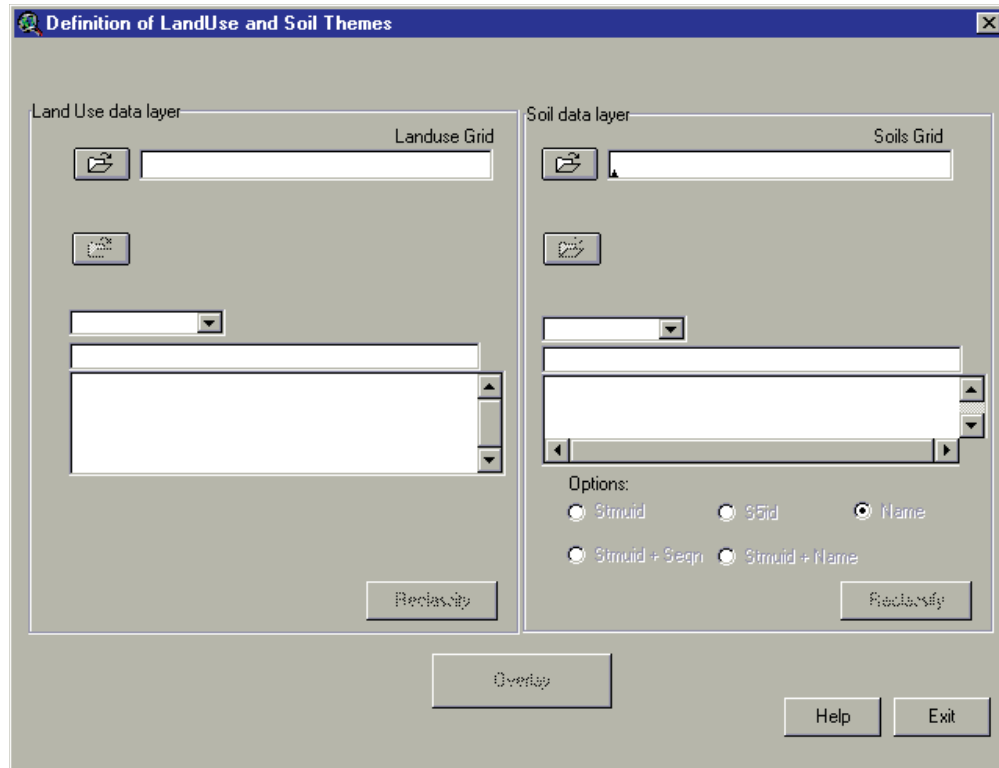 Definition of LandUse and Soil Themes
Land Use data layer
Landuse Grid
Reclassify
Soil data layer
Soils Grid
Options:
Stmuid
S5id
Name
Stmuid + Seqn
Stmuid + Name
Reclassify
Overlap
Help
Exit